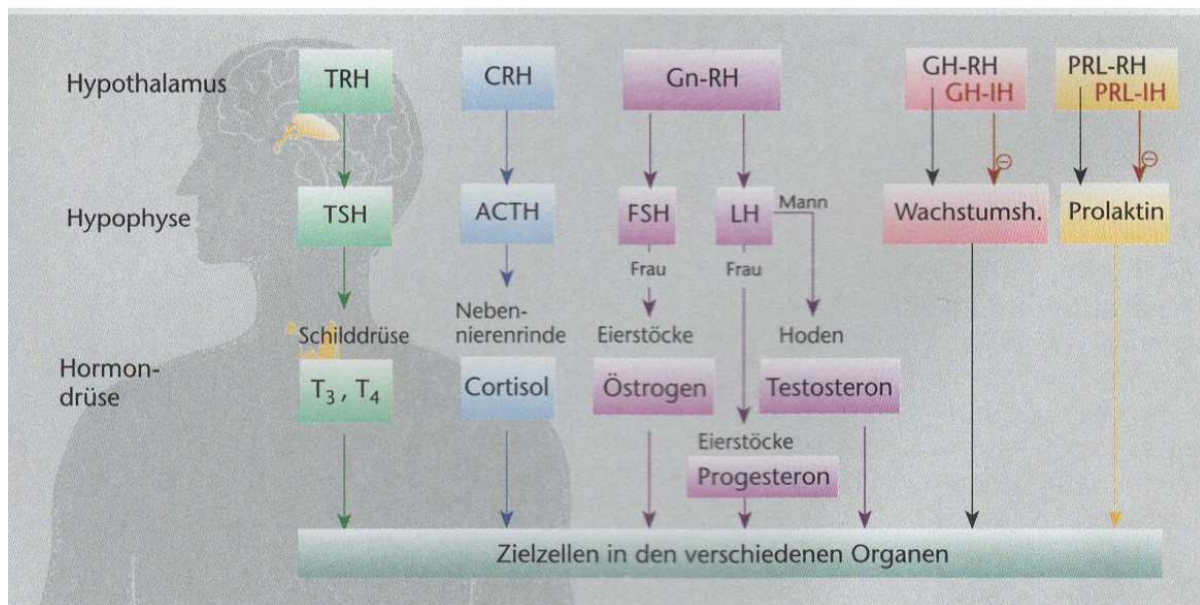 Hypothalamus
TRH
CRH
Gn-RH
GH-RH
GH-IH
PRL-RH
PRL-IH
Hypophyse
TSH
ACTH
FSH
LH
Mann
Wachstumsh.
Prolaktin
Frau
Frau
Schilddrüse
Neben-
nierenrinde
Eierstöcke
Hoden
Hormon-
drüse
T₃ , T₄
Cortisol
Östrogen
Testosteron
Eierstöcke
Progesteron
Zielzellen in den verschiedenen Organen